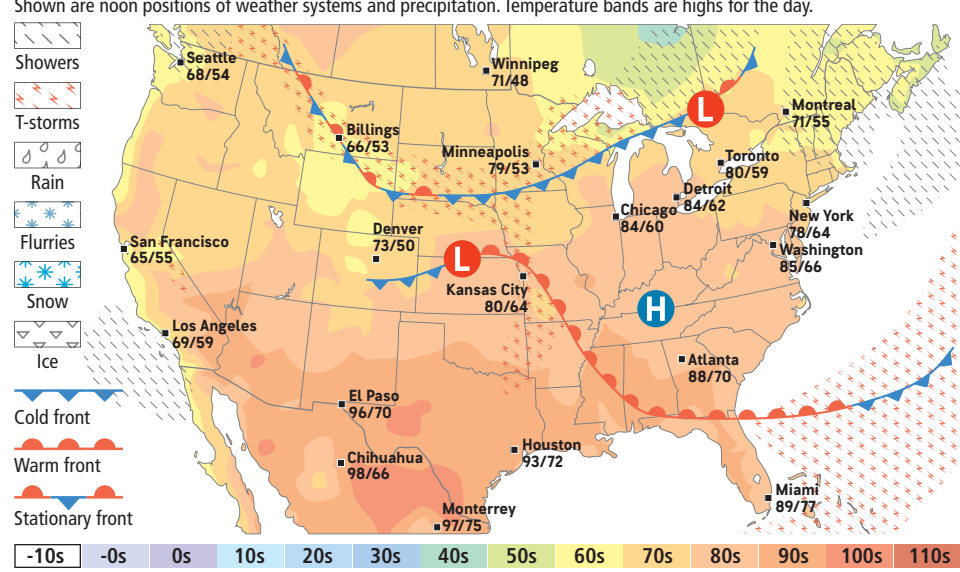 Shown are noon positions of weather systems and precipitation. Temperature bands are highs for the day.
Showers
T-storms
Rain
Flurries
Snow
Ice
Cold front
Warm front
Stationary front
Seattle
68/54
Winnipeg
71/48
Billings
66/53
Minneapolis
79/53
L
Montreal
71/55
Toronto
80/59
Detroit
84/62
Chicago
84/60
New York
78/64
Washington
85/66
San Francisco
65/55
Denver
73/50
L
Kansas City
80/64
H
Los Angeles
69/59
Atlanta
88/70
El Paso
96/70
Houston
93/72
Chihuahua
98/66
Monterrey
97/75
Miami
89/77
-10s -0s 0s 10s 20s 30s 40s 50s 60s 70s 80s 90s 100s 110s